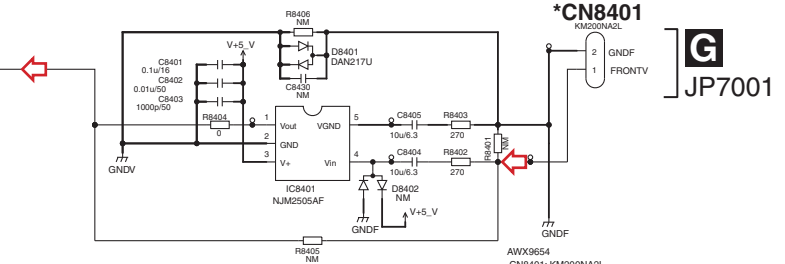 R8406
NM
*CN8401
KM200NA2L
V+5_V
D8401
DAN217U
2 GNDF
1 FRONTV
G
JP7001
C8401
0.1u/16
C8402
0.01u/50
C8403
1000p/50
C8430
NM
R8404
0
1 Vout
2 GND
3 V+
VGND 5
Vin 4
C8405
10u/6.3
R8403
270
R8401
NM
C8404
10u/6.3
R8402
270
GNDV
IC8401
NJM2505AF
D8402
NM
V+5_V
GNDF
GNDF
R8405
NM
AWX9654
CN8401: KM200NA2L